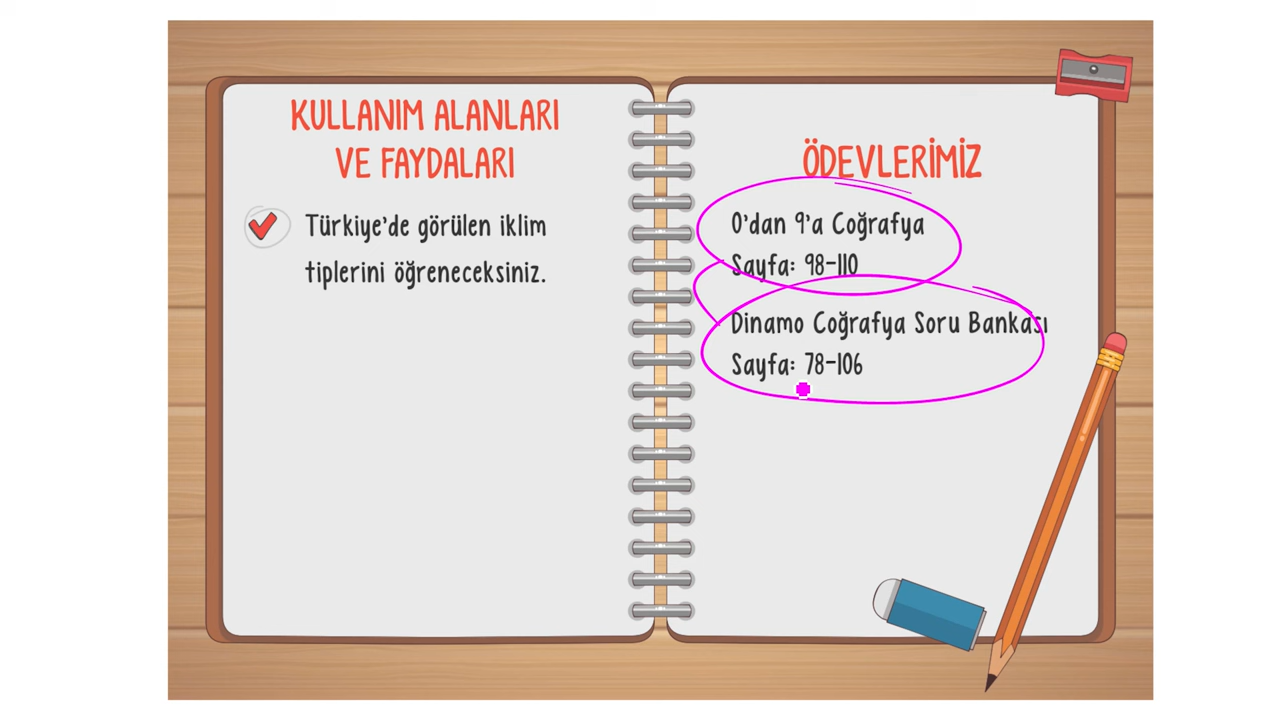 KULLANIM ALANLARI
VE FAYDALARI
Türkiye'de görülen iklim
tiplerini öğreneceksiniz.
ÖDEVLERİMİZ
0'dan 9'a Coğrafya
Sayfa: 98-110
Dinamo Coğrafya Soru Bankası
Sayfa: 78-106